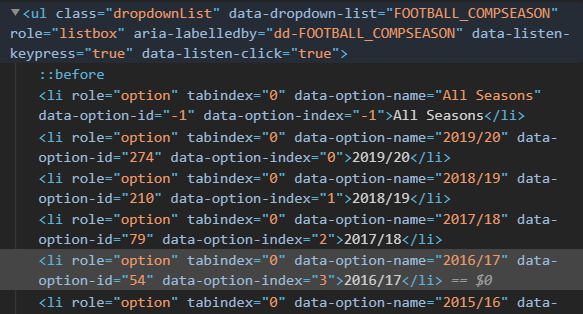 ▼<ul class="dropdownList" data-dropdown-list="FOOTBALL_COMPSEASON"
role="listbox" aria-labelledby="dd-FOOTBALL_COMPSEASON" data-listen-
keypress="true" data-listen-click="true">
::before
<li role="option" tabindex="0" data-option-name="All Seasons"
data-option-id="-1" data-option-index="-1">All Seasons</li>
<li role="option" tabindex="0" data-option-name="2019/20" data-
option-id="274" data-option-index="0">2019/20</li>
<li role="option" tabindex="0" data-option-name="2018/19" data-
option-id="210" data-option-index="1">2018/19</li>
<li role="option" tabindex="0" data-option-name="2017/18" data-
option-id="79" data-option-index="2">2017/18</li>
<li role="option" tabindex="0" data-option-name="2016/17" data-
option-id="54" data-option-index="3">2016/17</li> == $0
<li role="option" tabindex="0" data-option-name="2015/16" data-